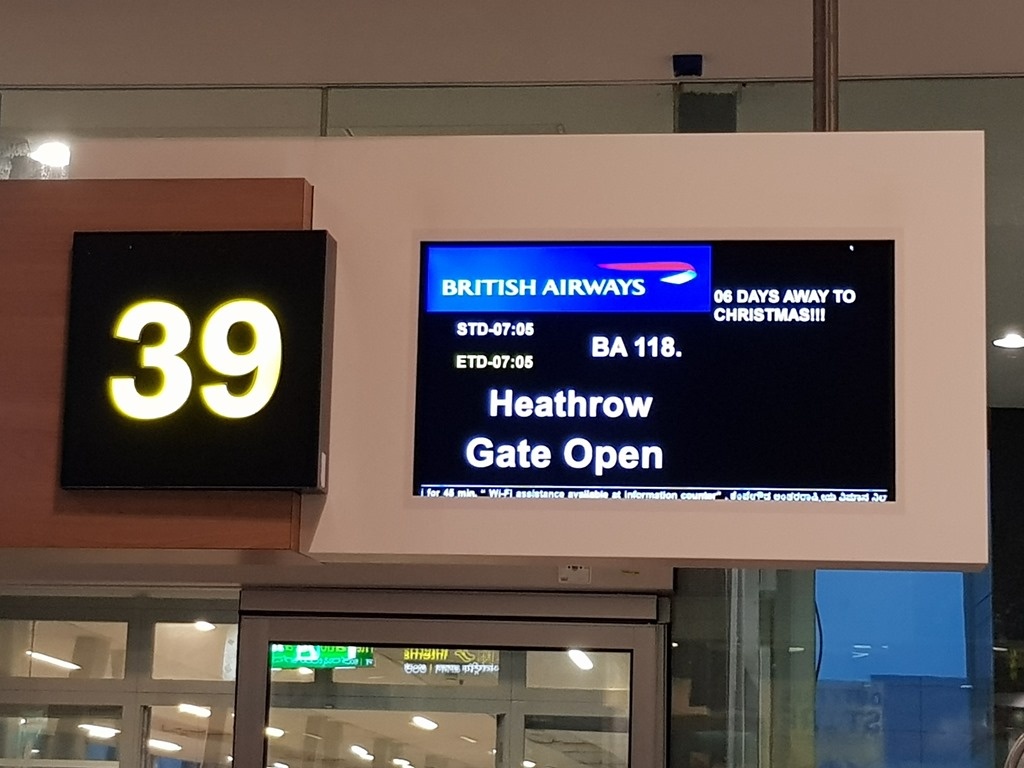 39
BRITISH AIRWAYS
06 DAYS AWAY TO
CHRISTMAS!!!
STD-07:05
BA 118.
ETD-07:05
Heathrow
Gate Open
for 45 min. " Wi-Fi assistance available at information counter" .